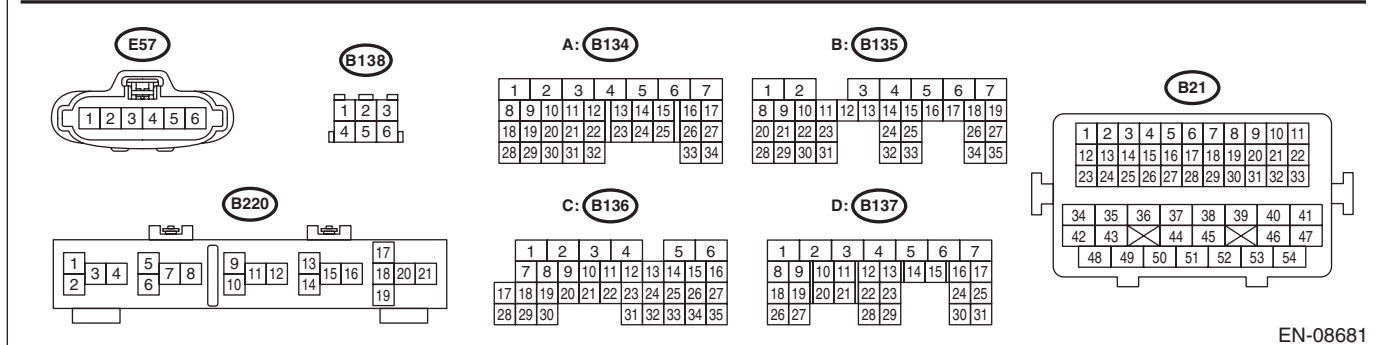 E57
1 2 3 4 5 6
B138
1 2 3
4 5 6
A: B134
1 2 3 4 5 6 7
8 9 10 11 12 13 14 15 16 17
18 19 20 21 22 23 24 25 26 27
28 29 30 31 32 33 34
B: B135
1 2 3 4 5 6 7
8 9 10 11 12 13 14 15 16 17 18 19
20 21 22 23 24 25 26 27
28 29 30 31 32 33 34 35
B21
1 2 3 4 5 6 7 8 9 10 11
12 13 14 15 16 17 18 19 20 21 22
23 24 25 26 27 28 29 30 31 32 33
34 35 36 37 38 39 40 41
42 43 44 45 46 47
48 49 50 51 52 53 54
B220
1 5 9 13 17
3 4 7 8 11 12 15 16 18 20 21
2 6 10 14 19
C: B136
1 2 3 4 5 6
7 8 9 10 11 12 13 14 15 16
17 18 19 20 21 22 23 24 25 26 27
28 29 30 31 32 33 34 35
D: B137
1 2 3 4 5 6 7
8 9 10 11 12 13 14 15 16 17
18 19 20 21 22 23 24 25
26 27 28 29 30 31
EN-08681